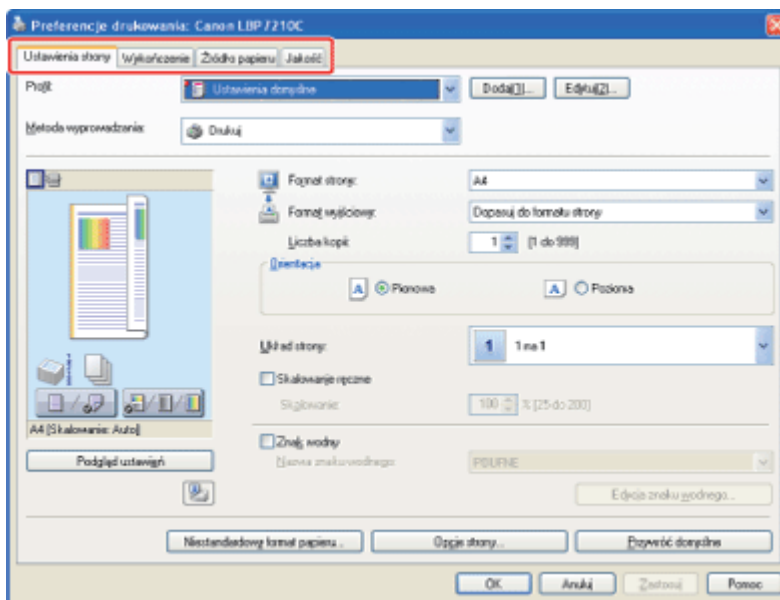 Preferencje drukowania: Canon LBP7210C
Ustawienia strony Wykończenie Źródło papieru Jakość
Profil: Ustawienia domyślne Dodaj(1)... Edytuj(2)...
Metoda wyprowadzania: Drukuj
Format strony: A4
Format wyjściowy: Dopasuj do formatu strony
Liczba kopii: 1 [1 do 999]
Orientacja
A Pionowa A Pozioma
Układ strony: 1 1 na 1
Skalowanie ręczne
Skalowanie: 100 % [25 do 200]
A4 [Skalowanie: Auto]
Znak wodny
Podgląd ustawień
Nazwa znaku wodnego: POUFNE
Edycja znaku wodnego...
Niestandardowy format papieru... Opcje strony... Przywróć domyślne
OK Anuluj Zastosuj Pomoc